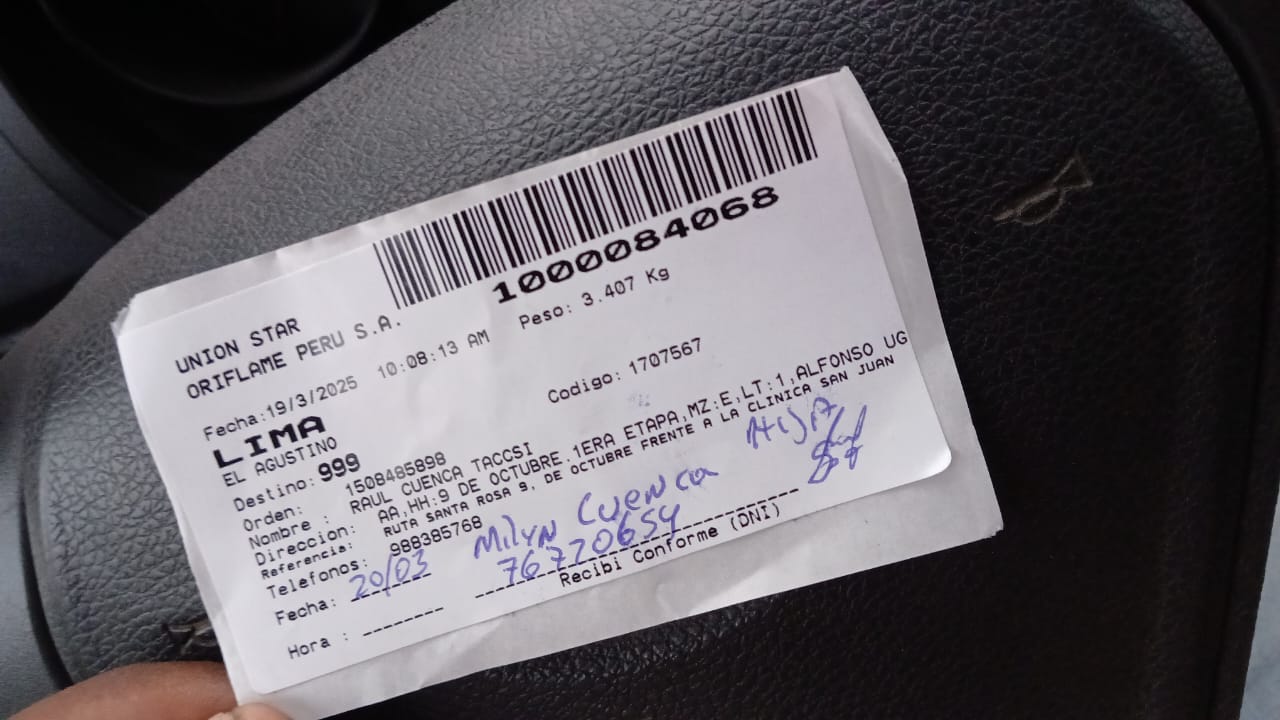 1000084068
UNION STAR
ORIFLAME PERU S.A.
Fecha:19/3/2025 10:08:13 AM Peso: 3.407 Kg
LIMA
EL AGUSTINO
Destino: 999 Codigo: 1707567
Orden: 1508485898
Nombre : RAUL CUENCA TACCSI
Direccion: AA.HH:9 DE OCTUBRE.1ERA ETAPA,MZ:E,LT:1,ALFONSO UG
Referencia: RUTA SANTA ROSA 9, DE OCTUBRE FRENTE A LA CLINICA SAN JUAN
Telefonos: 988385768
Milyn Cuenca HIJA
Fecha: 20/03 76720654
Recibi Conforme (DNI)
Hora :